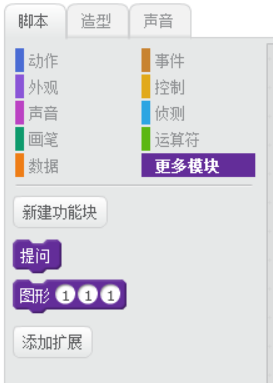 脚本 造型 声音
动作 事件
外观 控制
声音 侦测
画笔 运算符
数据 更多模块
新建功能块
提问
图形 1 1 1
添加扩展